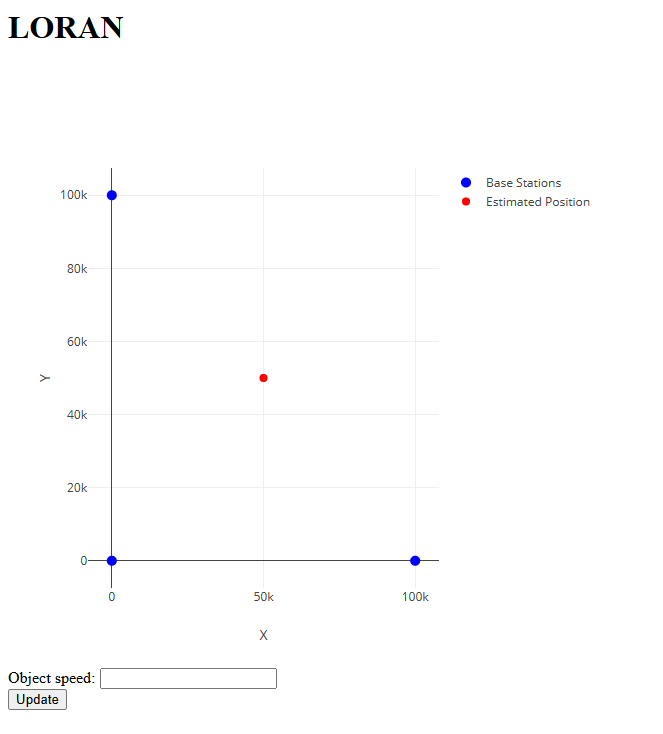 LORAN
100k
80k
60k
40k
20k
0
Y
0 50k 100k
X
Base Stations
Estimated Position
Object speed:
Update